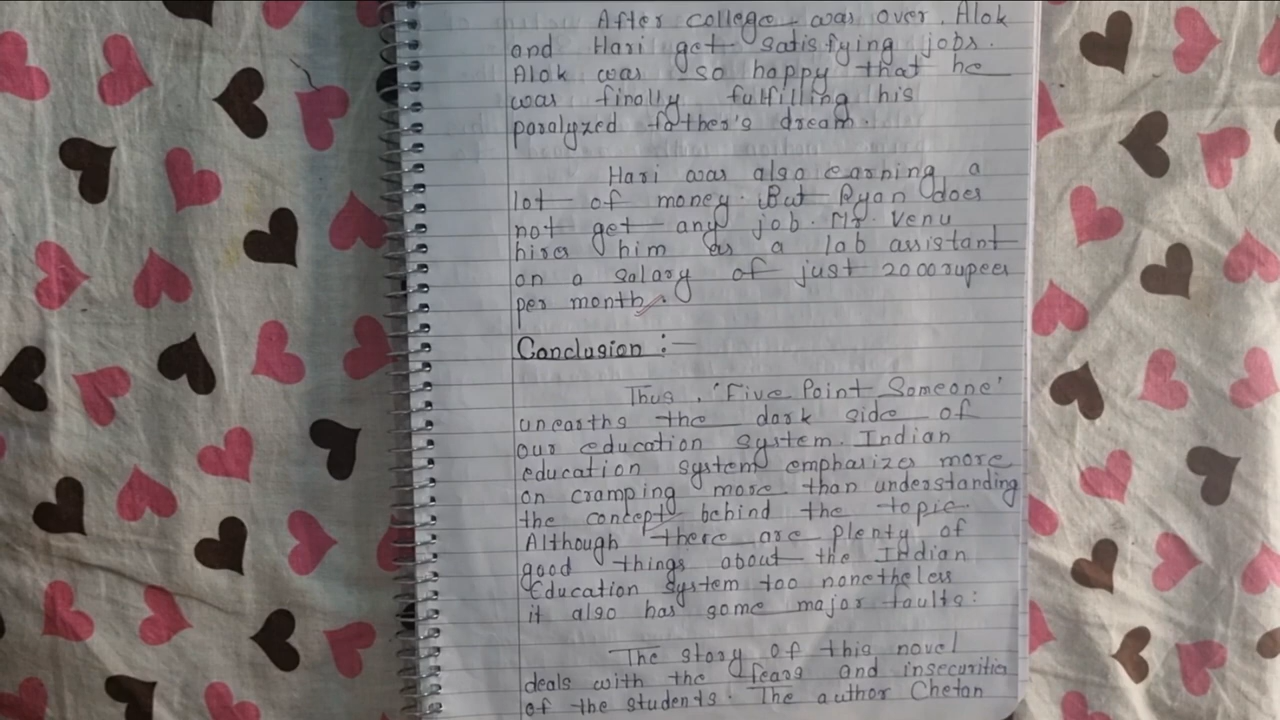 After college was over, Alok
and Hari get satisfying jobs.
Alok was so happy that he
was finally fulfilling his
paralyzed father's dream.
Hari was also earning a
lot of money. But Ryan does
not get any job. Mr. Venu
hires him as a lab assistant
on a salary of just 2000 rupees
per month.
Conclusion :-
Thus, 'Five Point Someone'
unearths the dark side of
our education system. Indian
education system emphasizes more
on cramping more than understanding
the concept behind the topic.
Although there are plenty of
good things about the Indian
Education system too nonetheless
it also has some major faults:
The story of this novel
deals with the fears and insecurities
of the students. The author Chetan